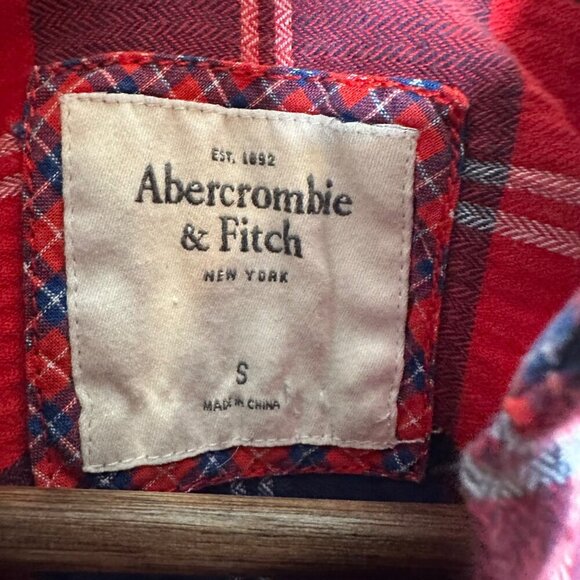 EST. 1892
Abercrombie
& Fitch
NEW YORK
S
MADE IN CHINA